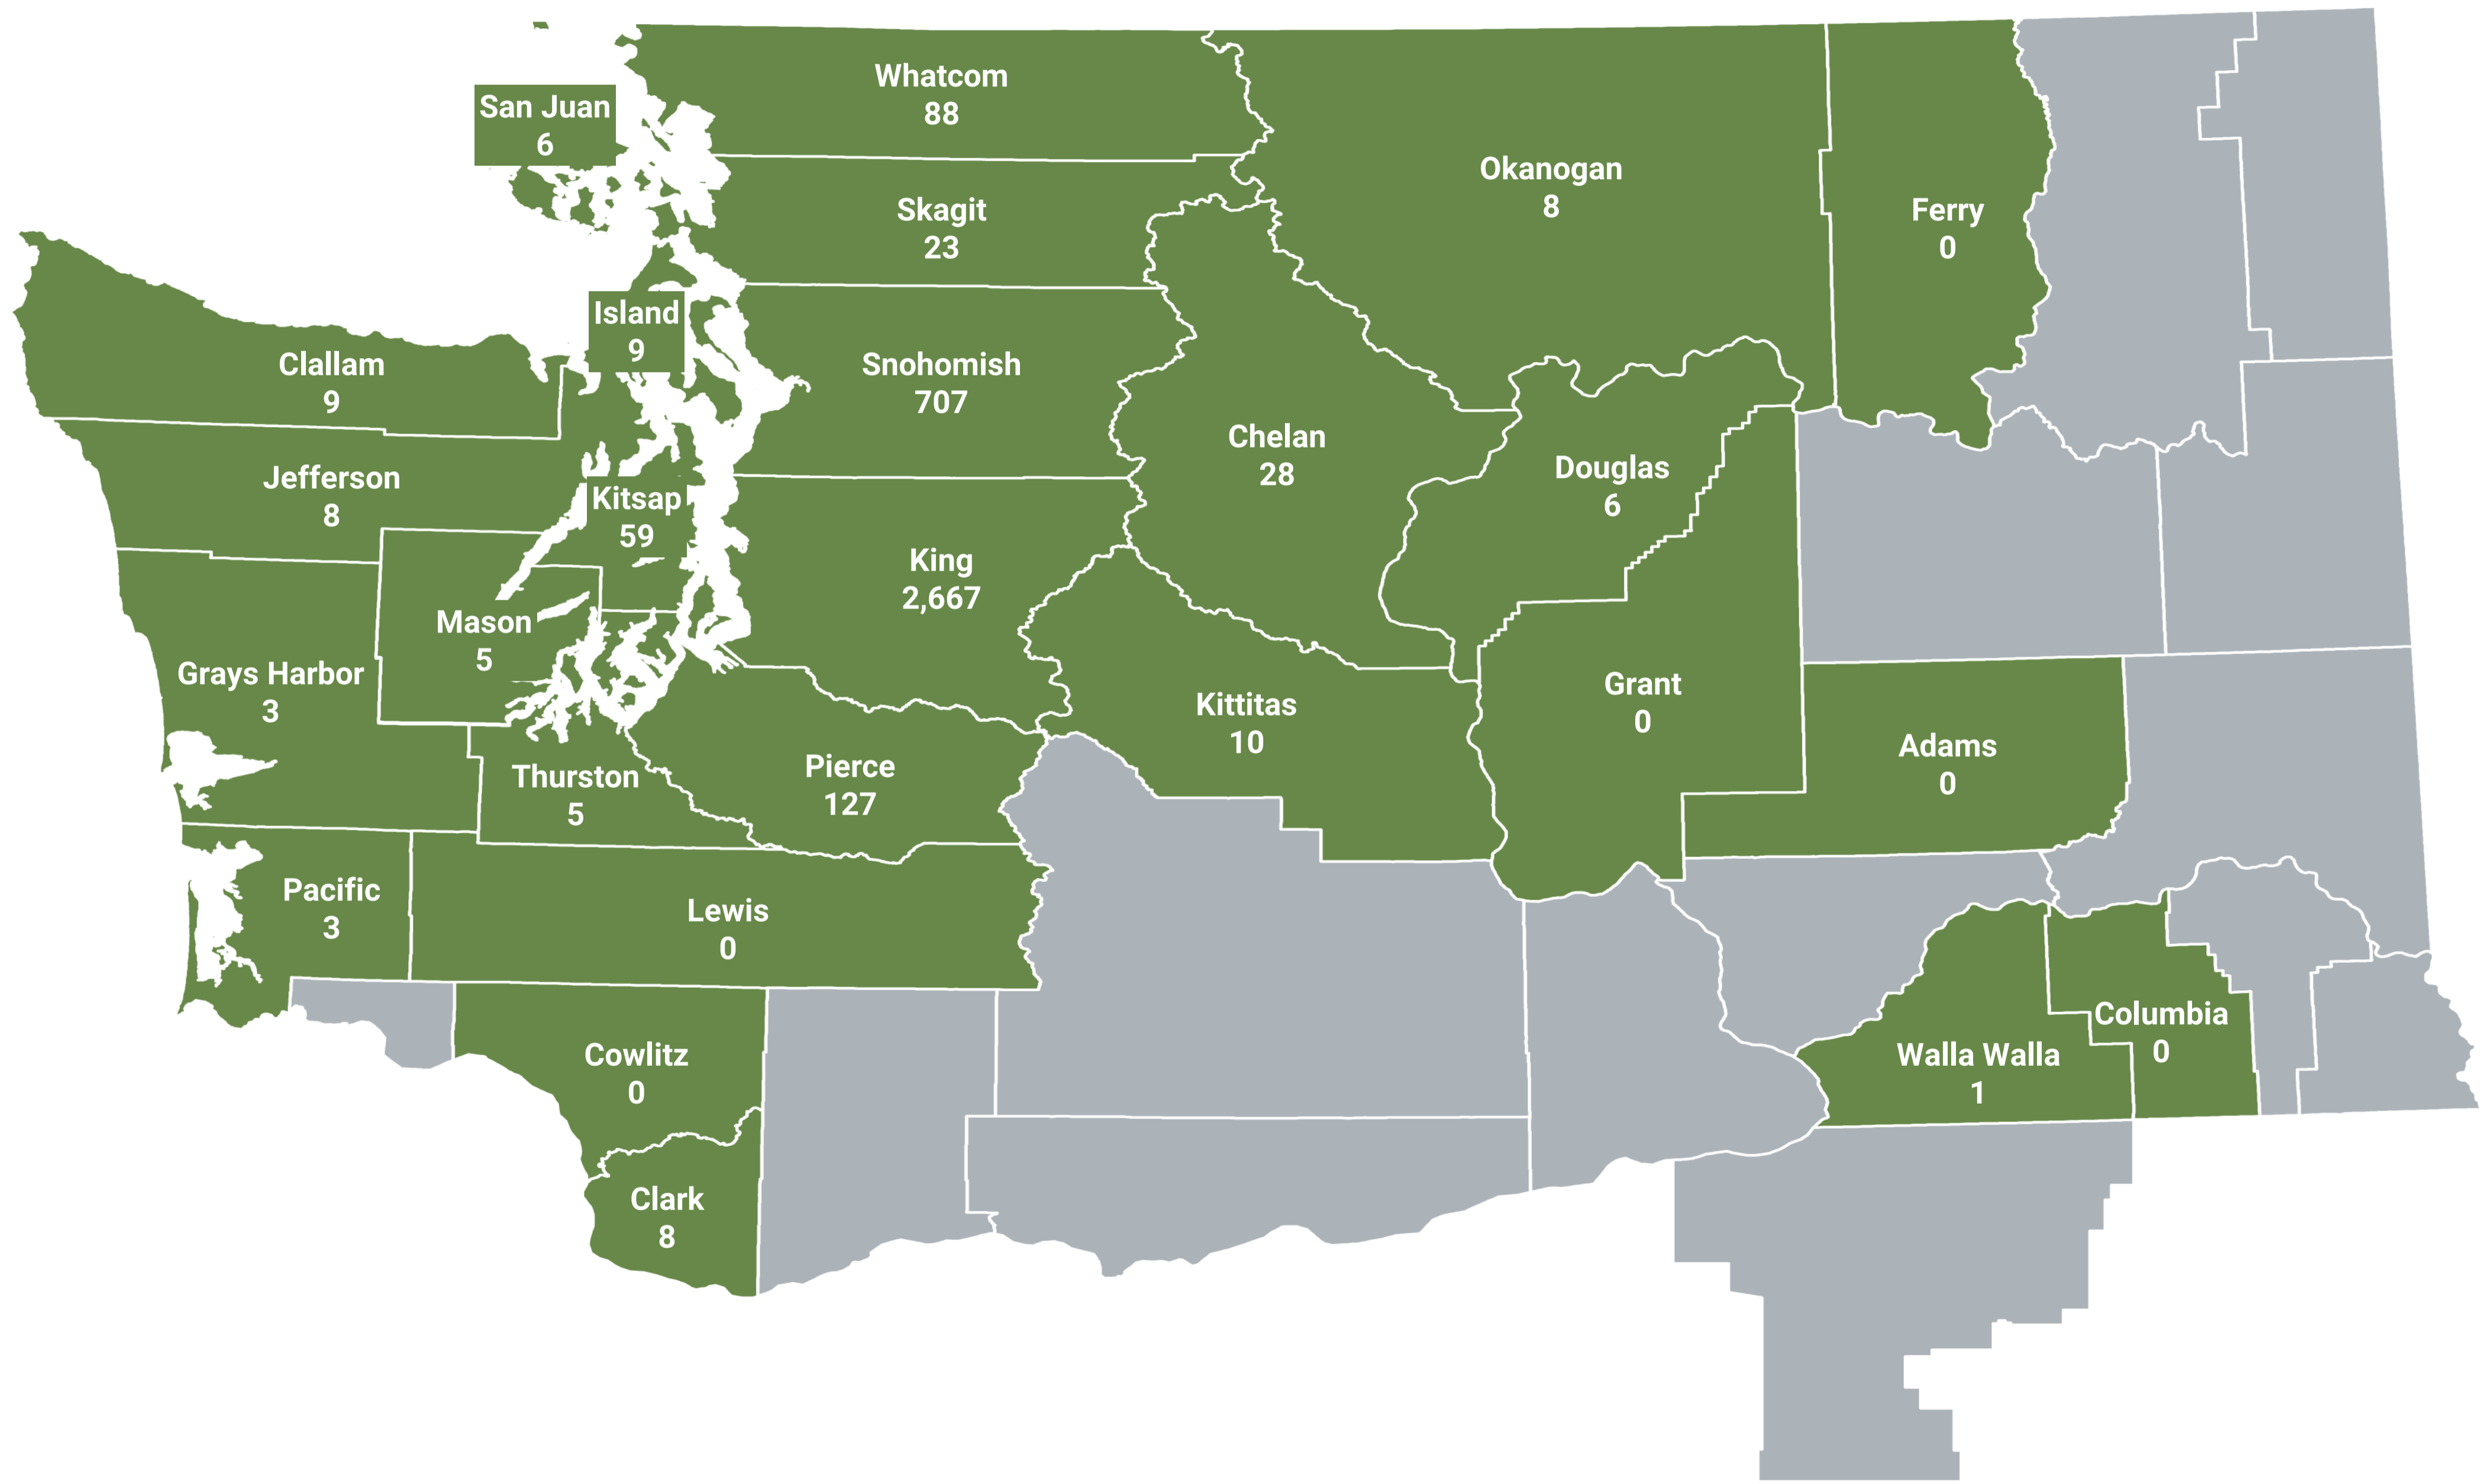 Whatcom
88
San Juan
6
Okanogan
8
Skagit
23
Ferry
0
Island
9
Clallam
9
Snohomish
707
Chelan
28
Douglas
6
Jefferson
8
Kitsap
59
King
2,667
Mason
5
Grays Harbor
3
Kittitas
10
Grant
0
Adams
0
Thurston
5
Pierce
127
Pacific
3
Lewis
0
Columbia
0
Cowlitz
0
Walla Walla
1
Clark
8